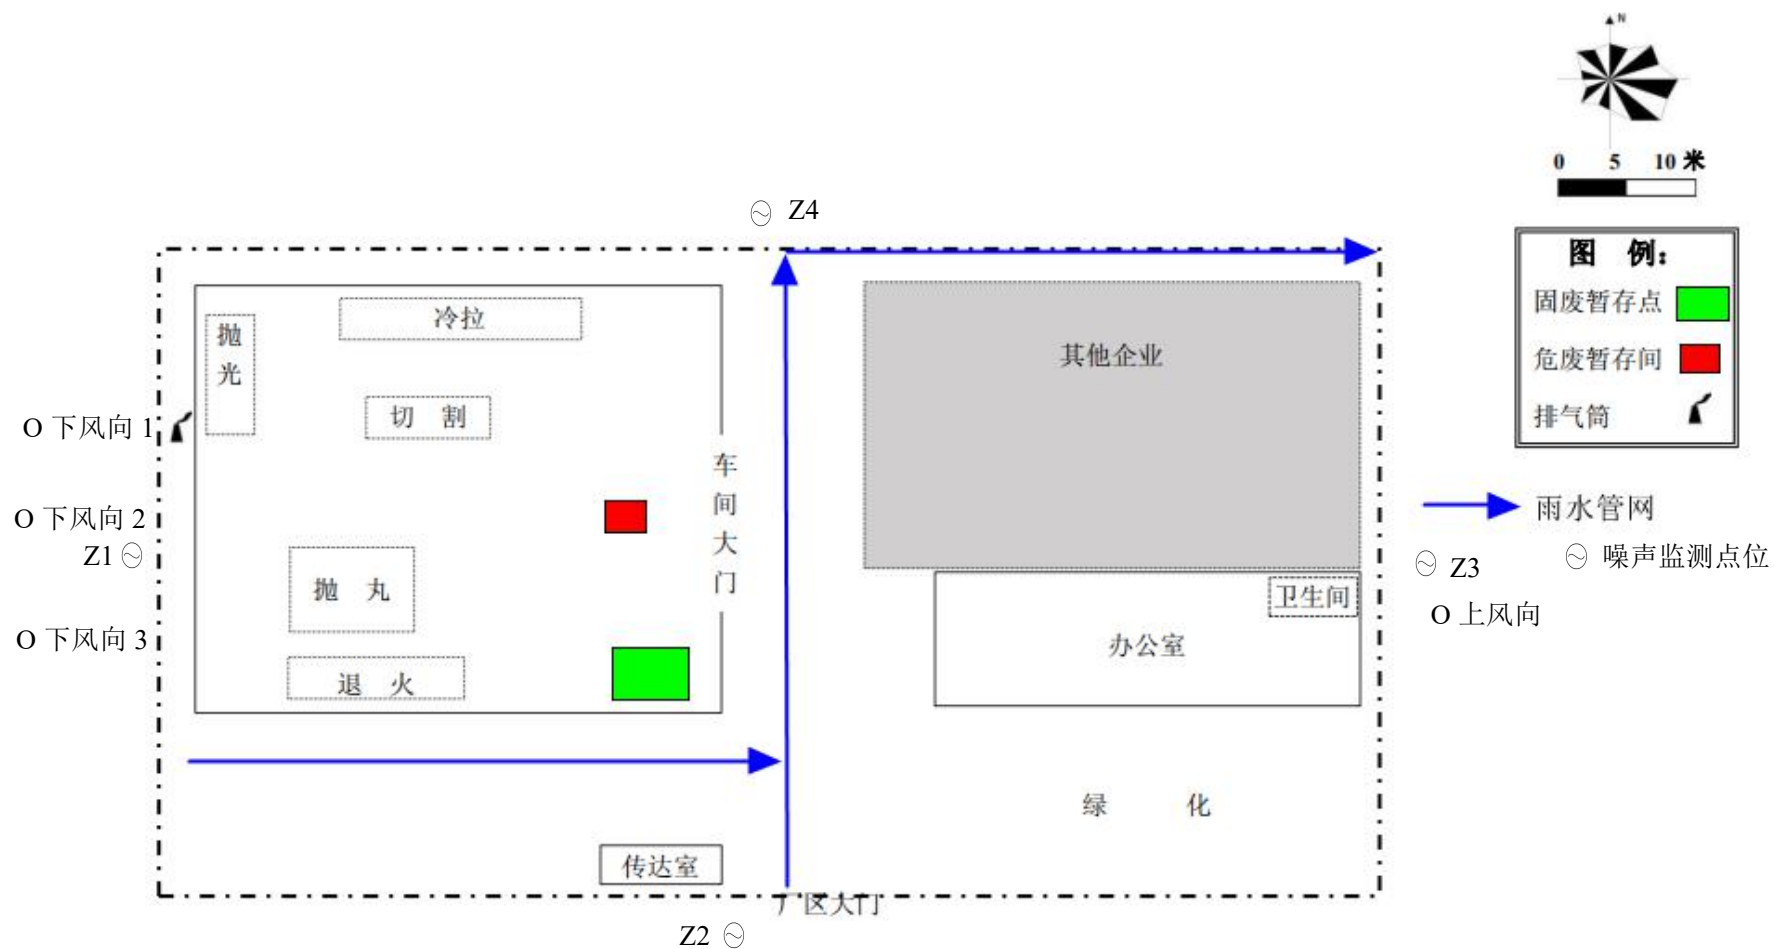 N
0 5 10 米
Z4
图 例：
固废暂存点
危废暂存间
排气筒
冷拉
抛光
其他企业
切 割
O 下风向 1
车间大门
O 下风向 2
雨水管网
Z1
Z3
噪声监测点位
抛 丸
卫生间
O 上风向
O 下风向 3
办公室
退 火
绿 化
传达室
厂区大门
Z2